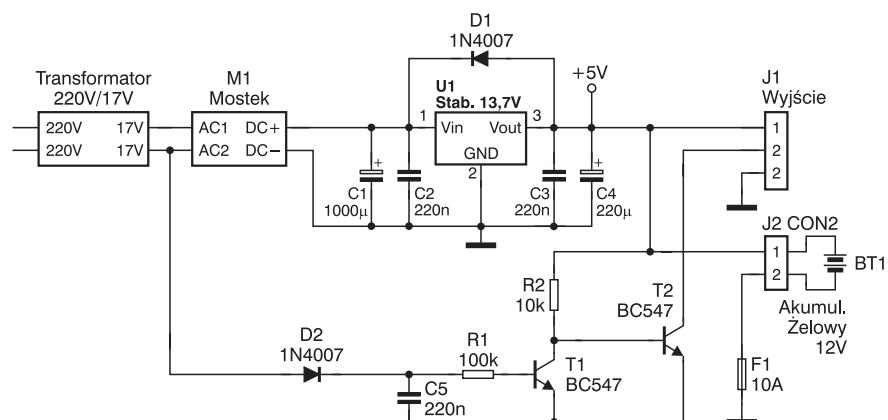 D1
1N4007
Transformator
220V/17V
M1
Mostek
U1
Stab. 13,7V
+5V
J1
Wyjście
220V 17V
220V 17V
AC1 DC+
AC2 DC−
1 Vin Vout 3
GND
2
1
2
2
+
C1
1000µ
C2
220n
C3
220n
+
C4
220µ
J2 CON2
1
2
BT1
Akumul.
Żelowy
12V
R2
10k
T2
BC547
D2
1N4007
R1
100k
T1
BC547
F1
10A
C5
220n